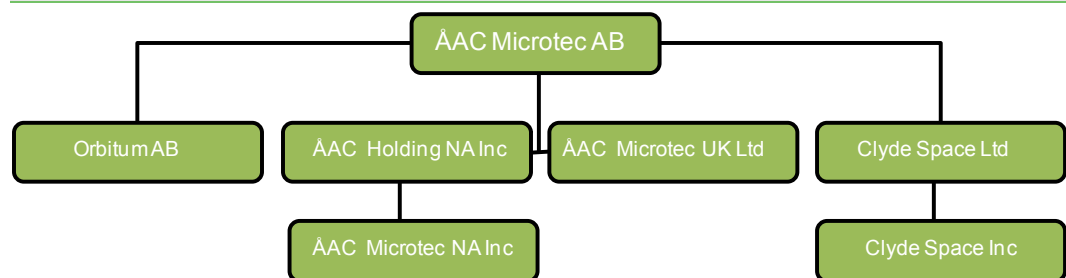 ÅAC Microtec AB
Orbitum AB
ÅAC Holding NA Inc
ÅAC Microtec UK Ltd
Clyde Space Ltd
ÅAC Microtec NA Inc
Clyde Space Inc